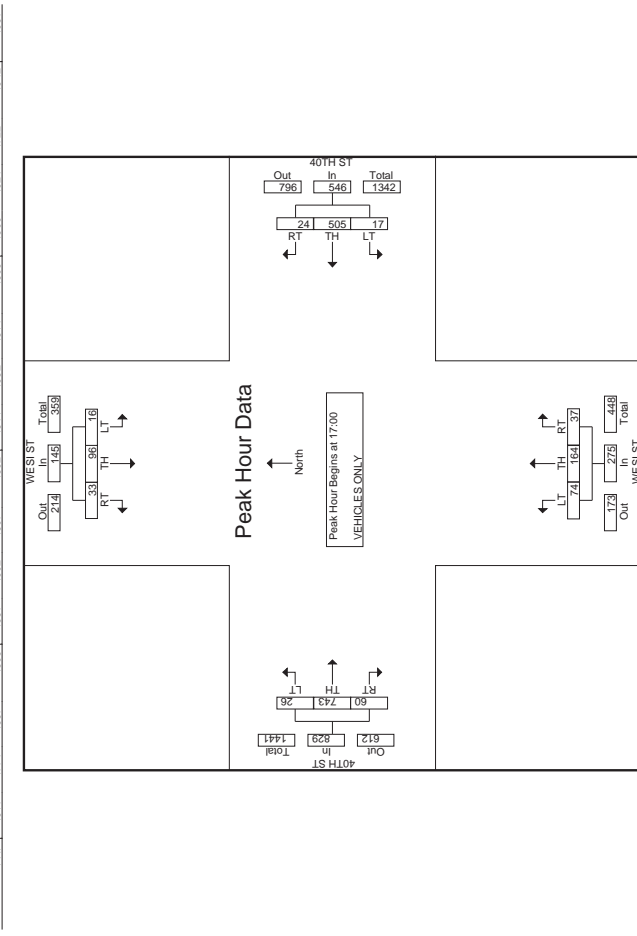 WESI ST
Out In Total
214 145 359
33 96 16
RT TH LT
40TH ST
Out In Total
612 829 1441
60 743 26
RT TH LT
Peak Hour Data
North
Peak Hour Begins at 17:00
VEHICLES ONLY
40TH ST
Out In Total
796 546 1342
24 505 17
RT TH LT
LT TH RT
74 164 37
173 275 448
Out In Total
WESI ST